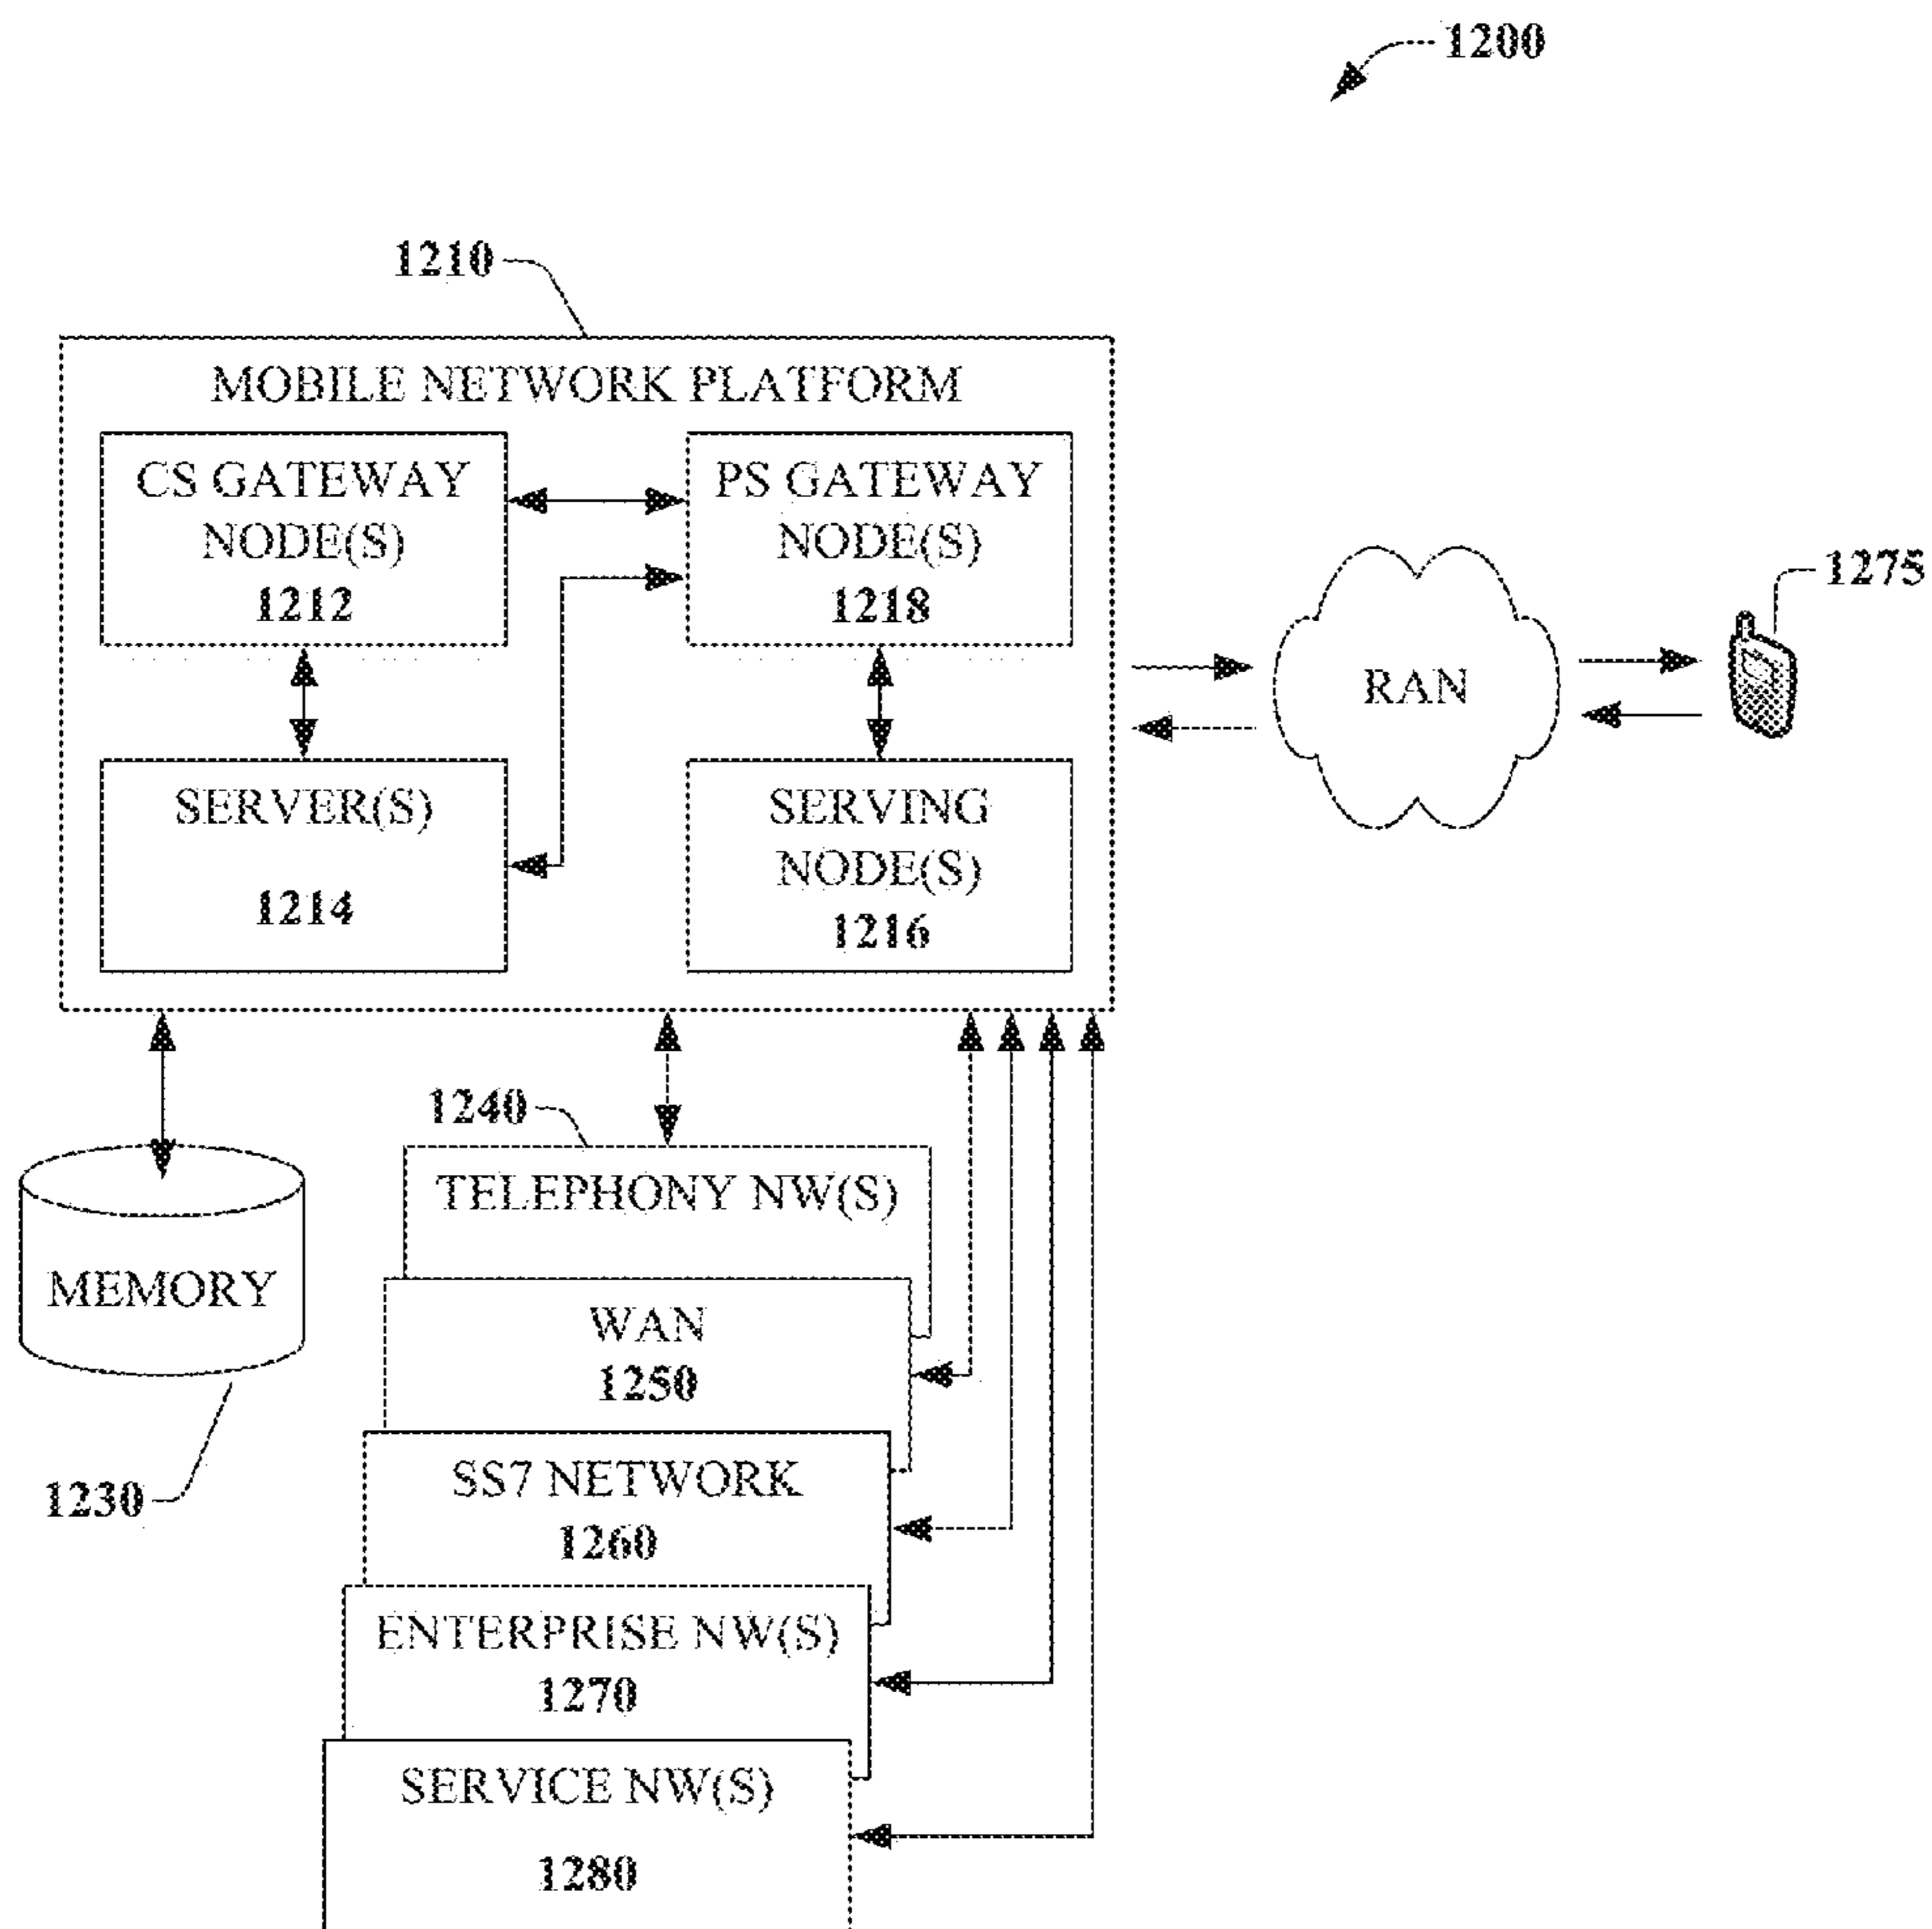 1200
1210
MOBILE NETWORK PLATFORM
CS GATEWAY
NODE(S)
1212
PS GATEWAY
NODE(S)
1218
SERVER(S)
1214
SERVING
NODE(S)
1216
RAN
1275
1240
TELEPHONY NW(S)
MEMORY
1230
WAN
1250
SS7 NETWORK
1260
ENTERPRISE NW(S)
1270
SERVICE NW(S)
1280